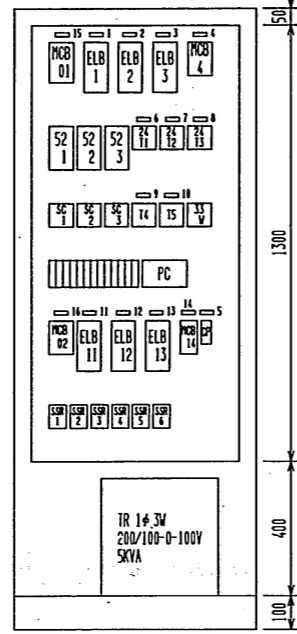 15 1 2 3 4
MCB 01 ELB 1 ELB 2 ELB 3 MCB 4
6 7 8
52 1 52 2 52 3 24 T1 24 T2 24 T3
9 10
SC 1 SC 2 SC 3 T4 T5 33 W
PC
16 11 12 13 14 5
MCB 02 ELB 11 ELB 12 ELB 13 MCB 14 CP
SSR 1 SSR 2 SSR 3 SSR 4 SSR 5 SSR 6
TR 1φ 3W
200/100-0-100V
5KVA
50
1300
400
100